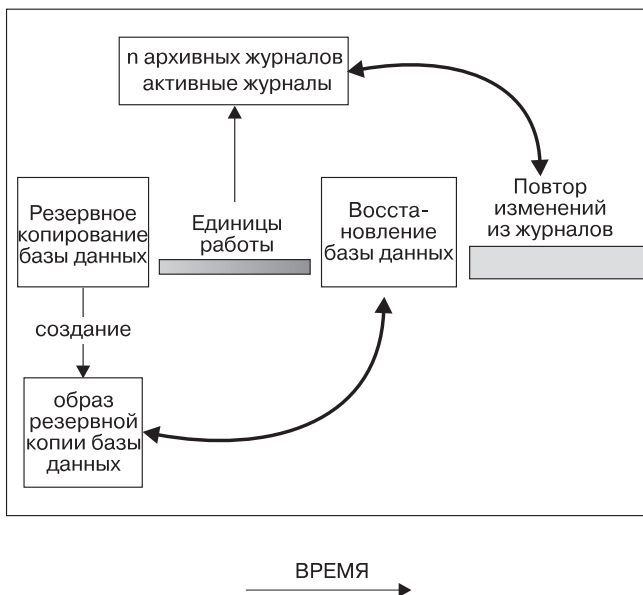 n архивных журналов
активные журналы
Резервное
копирование
базы данных
Единицы
работы
Восста-
новление
базы данных
Повтор
изменений
из журналов
создание
образ
резервной
копии базы
данных
ВРЕМЯ